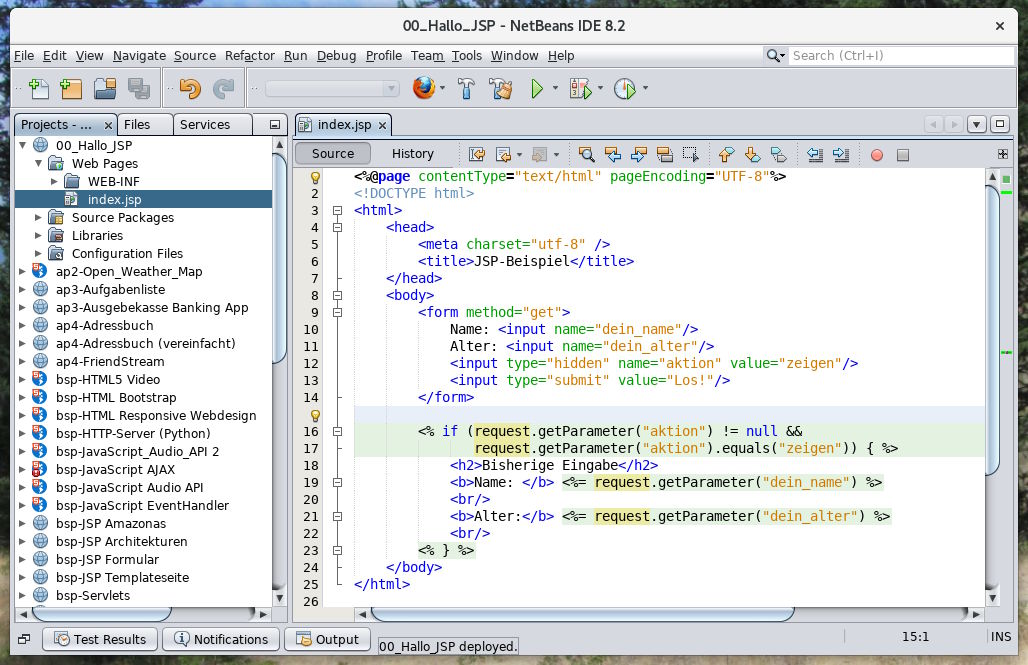 00_Hallo_JSP - NetBeans IDE 8.2
File Edit View Navigate Source Refactor Run Debug Profile Team Tools Window Help
Search (Ctrl+I)
Projects - ...
Files
Services
00_Hallo_JSP
Web Pages
WEB-INF
index.jsp
Source Packages
Libraries
Configuration Files
ap2-Open_Weather_Map
ap3-Aufgabenliste
ap3-Ausgebekasse Banking App
ap4-Adressbuch
ap4-Adressbuch (vereinfacht)
ap4-FriendStream
bsp-HTML5 Video
bsp-HTML Bootstrap
bsp-HTML Responsive Webdesign
bsp-HTTP-Server (Python)
bsp-JavaScript_Audio_API 2
bsp-JavaScript AJAX
bsp-JavaScript Audio API
bsp-JavaScript EventHandler
bsp-JSP Amazonas
bsp-JSP Architekturen
bsp-JSP Formular
bsp-JSP Templateseite
bsp-Servlets
index.jsp
Source
History
<%@page contentType="text/html" pageEncoding="UTF-8"%>
2 <!DOCTYPE html>
3 <html>
4 <head>
5 <meta charset="utf-8" />
6 <title>JSP-Beispiel</title>
7 </head>
8 <body>
9 <form method="get">
10 Name: <input name="dein_name"/>
11 Alter: <input name="dein_alter"/>
12 <input type="hidden" name="aktion" value="zeigen"/>
13 <input type="submit" value="Los!"/>
14 </form>
16 <% if (request.getParameter("aktion") != null &&
17 request.getParameter("aktion").equals("zeigen")) { %>
18 <h2>Bisherige Eingabe</h2>
19 <b>Name: </b> <%= request.getParameter("dein_name") %>
20 <br/>
21 <b>Alter:</b> <%= request.getParameter("dein_alter") %>
22 <br/>
23 <% } %>
24 </body>
25 </html>
26
Test Results
Notifications
Output
00_Hallo_JSP deployed.
15:1
INS